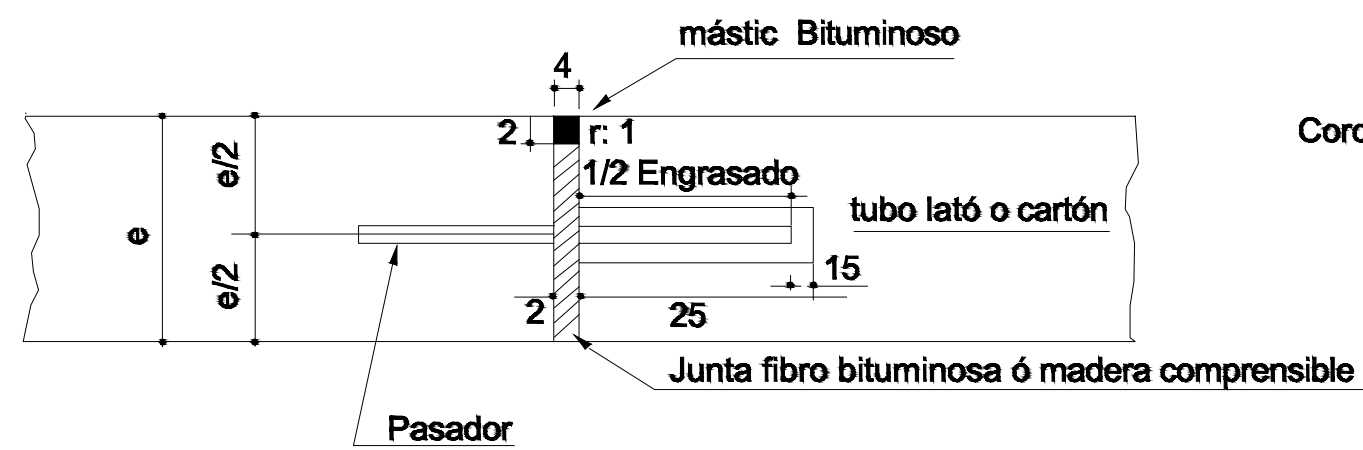 mástic Bituminoso
4
2
r: 1
Cord
1/2 Engrasado
e/2
tubo lató o cartón
e
15
e/2
2
25
Junta fibro bituminosa ó madera comprensible
Pasador